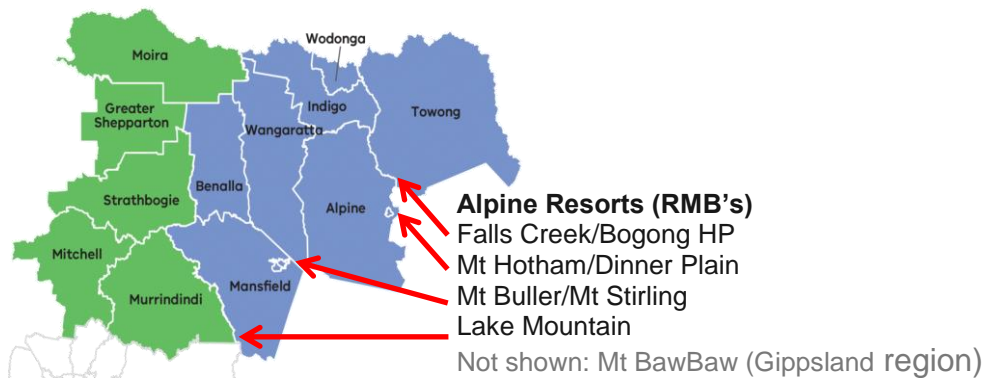 Wodonga
Moira
Greater
Shepparton
Indigo
Towong
Wangaratta
Benalla
Strathbogie
Alpine
Mitchell
Murrindindi
Mansfield
Alpine Resorts (RMB's)
Falls Creek/Bogong HP
Mt Hotham/Dinner Plain
Mt Buller/Mt Stirling
Lake Mountain
Not shown: Mt BawBaw (Gippsland region)